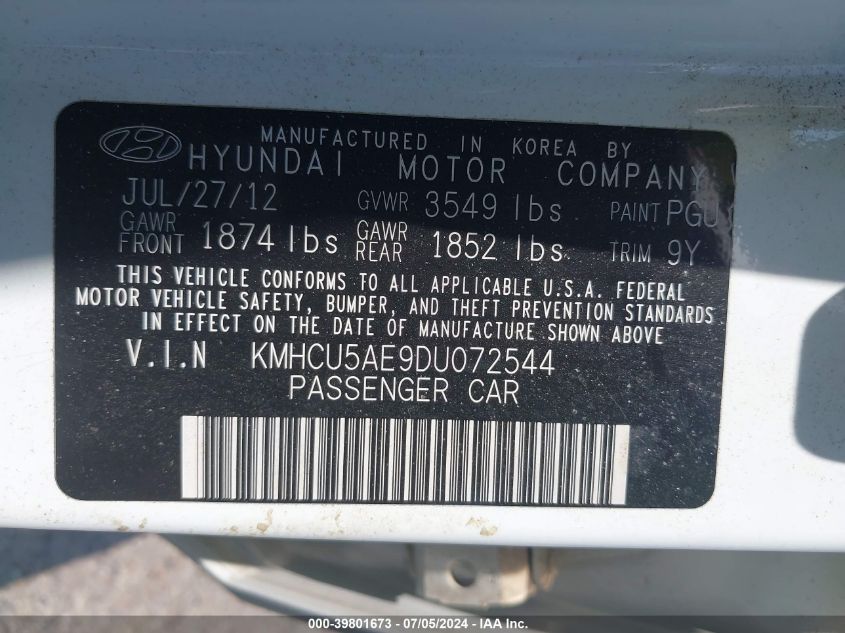 MANUFACTURED IN KOREA BY
HYUNDAI MOTOR COMPANY
JUL/27/12 GVWR 3549 lbs PAINT PGU
GAWR FRONT 1874 lbs GAWR REAR 1852 lbs. TRIM 9Y
THIS VEHICLE CONFORMS TO ALL APPLICABLE U.S.A. FEDERAL
MOTOR VEHICLE SAFETY, BUMPER, AND THEFT PREVENTION STANDARDS
IN EFFECT ON THE DATE OF MANUFACTURE SHOWN ABOVE
V.I.N KMHCU5AE9DU072544
PASSENGER CAR
000-39801673 - 07/05/2024 - IAA Inc.